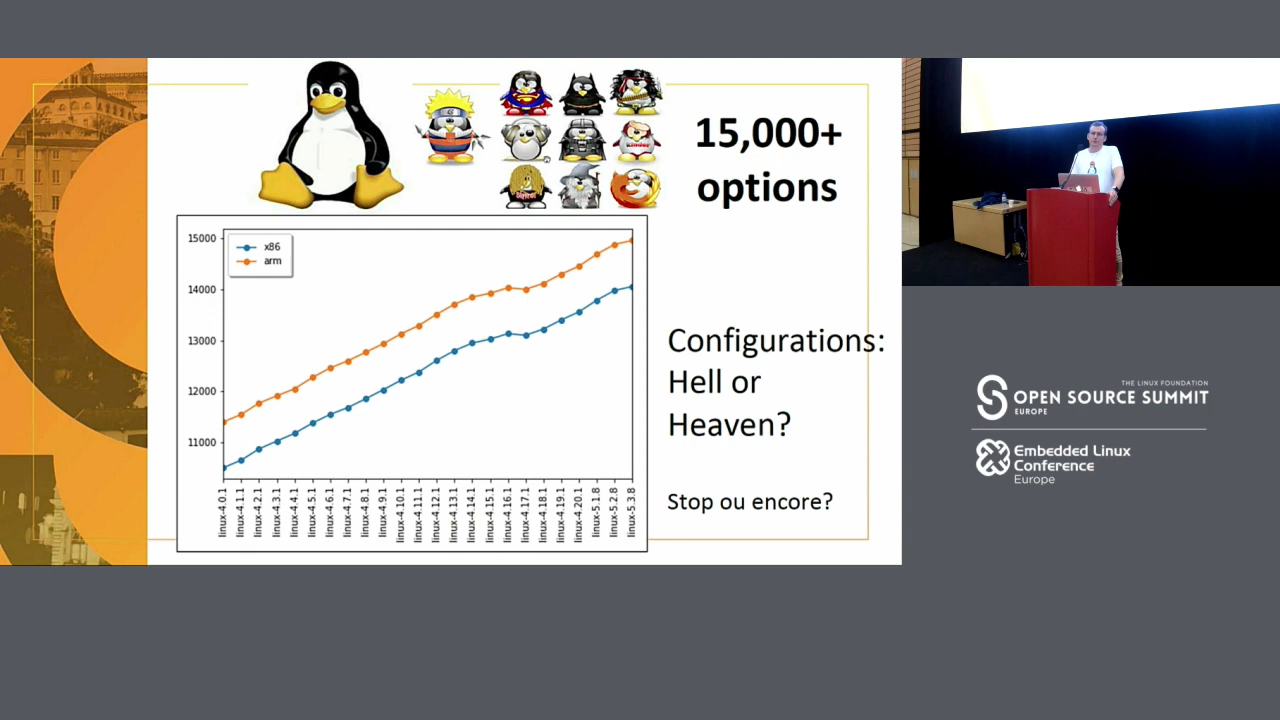 15,000+
options
15000
14000
13000
12000
11000
x86
arm
linux-4.0.1
linux-4.1.1
linux-4.2.1
linux-4.3.1
linux-4.4.1
linux-4.5.1
linux-4.6.1
linux-4.7.1
linux-4.8.1
linux-4.9.1
linux-4.10.1
linux-4.11.1
linux-4.12.1
linux-4.13.1
linux-4.14.1
linux-4.15.1
linux-4.16.1
linux-4.17.1
linux-4.18.1
linux-4.19.1
linux-4.20.1
linux-5.1.8
linux-5.2.8
linux-5.3.8
Configurations:
Hell or
Heaven?
Stop ou encore?
THE LINUX FOUNDATION
OPEN SOURCE SUMMIT
EUROPE
Embedded Linux
Conference
Europe